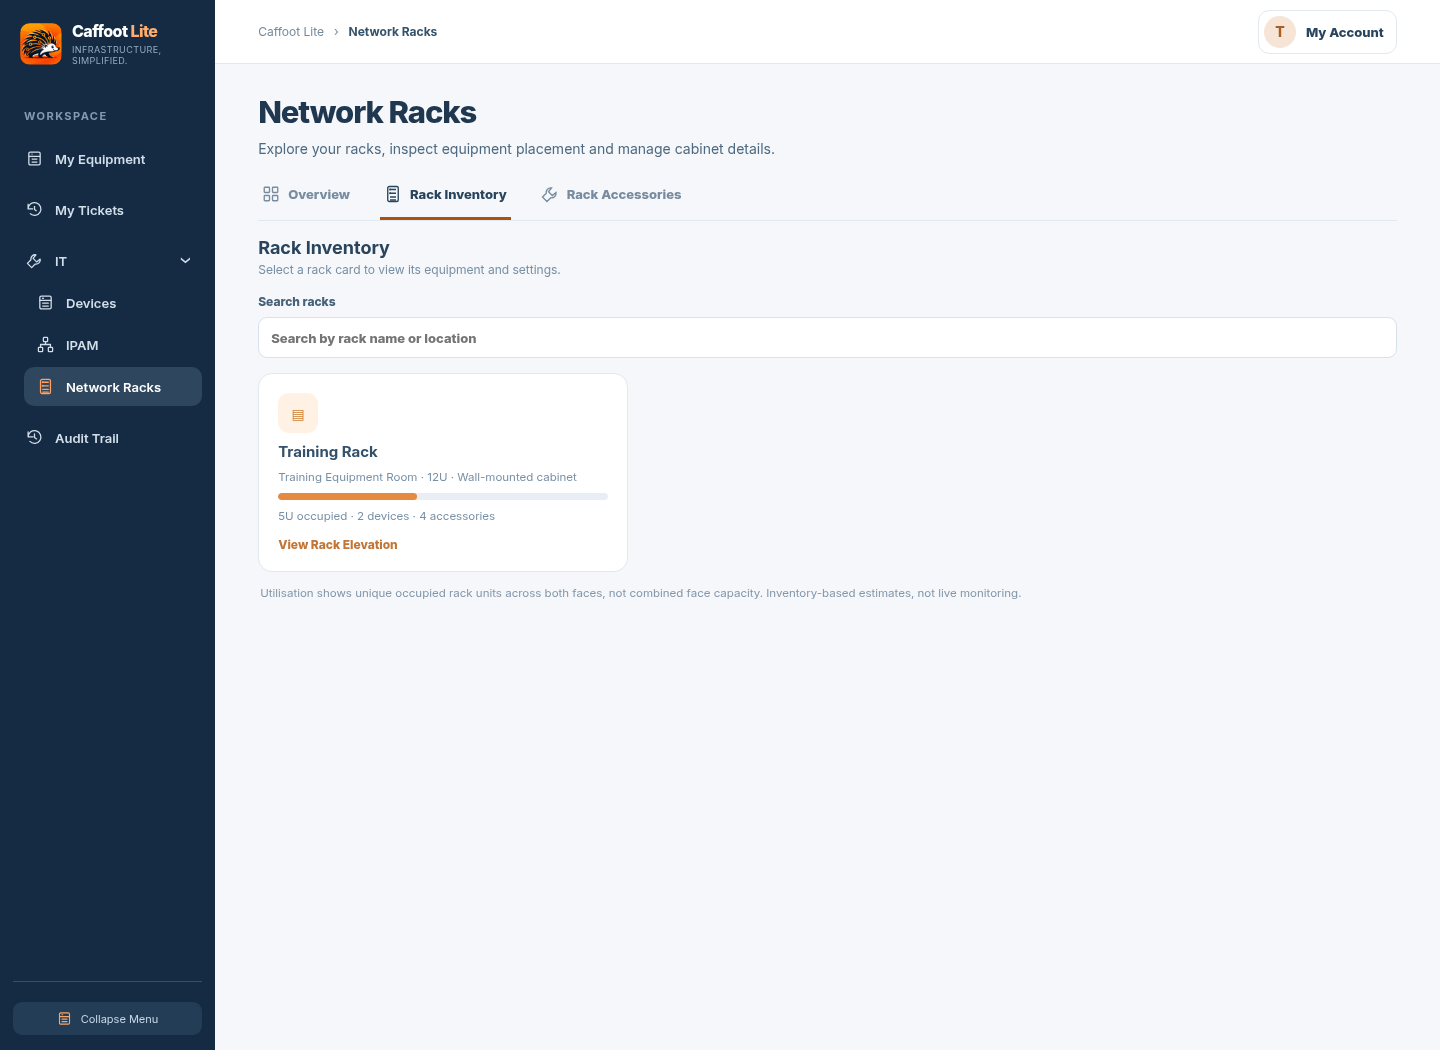 Caffoot Lite
INFRASTRUCTURE,
SIMPLIFIED.
WORKSPACE
My Equipment
My Tickets
IT
Devices
IPAM
Network Racks
Audit Trail
Collapse Menu
Caffoot Lite › Network Racks
T My Account
Network Racks
Explore your racks, inspect equipment placement and manage cabinet details.
Overview Rack Inventory Rack Accessories
Rack Inventory
Select a rack card to view its equipment and settings.
Search racks
Search by rack name or location
Training Rack
Training Equipment Room · 12U · Wall-mounted cabinet
5U occupied · 2 devices · 4 accessories
View Rack Elevation
Utilisation shows unique occupied rack units across both faces, not combined face capacity. Inventory-based estimates, not live monitoring.